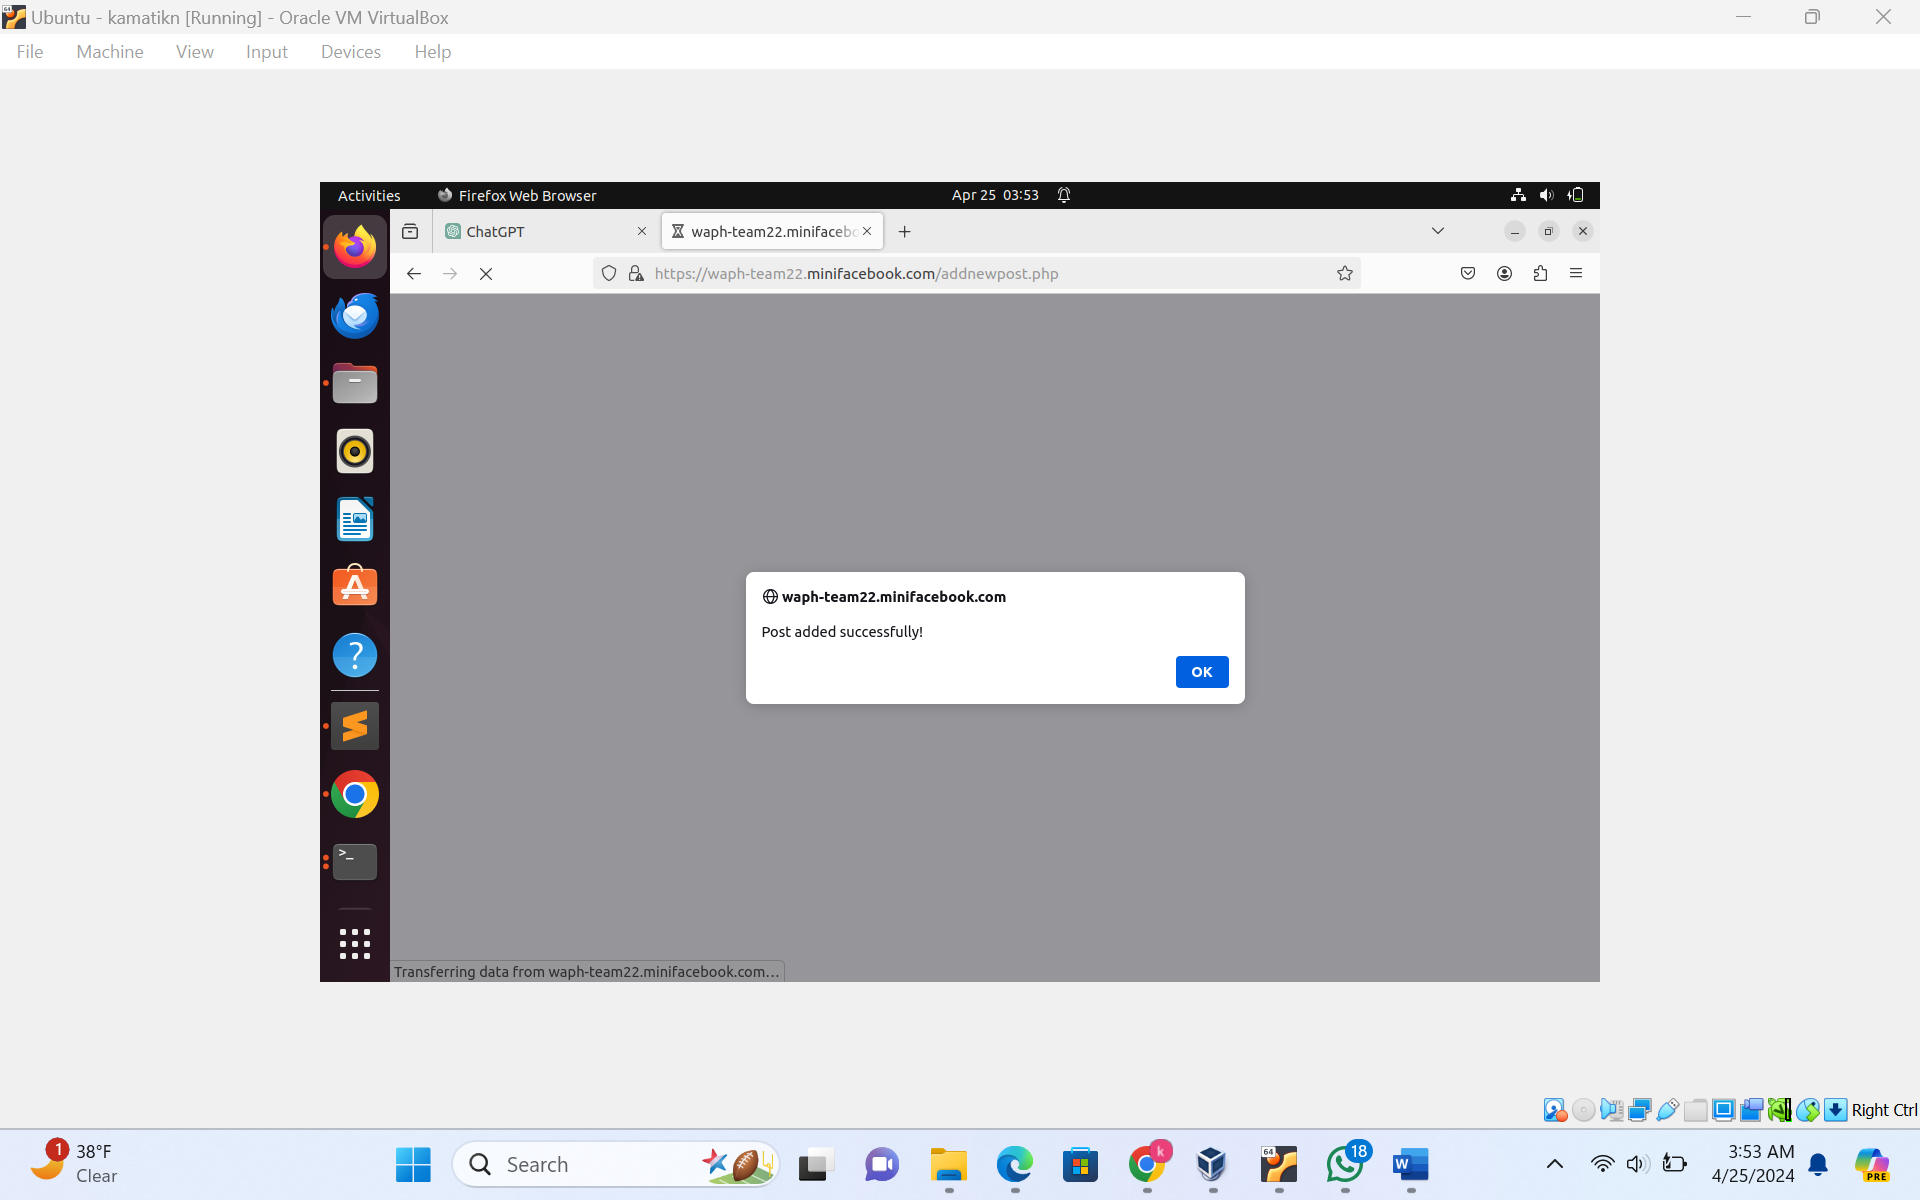 Ubuntu - kamatikn [Running] - Oracle VM VirtualBox
File Machine View Input Devices Help
Activities Firefox Web Browser Apr 25 03:53
ChatGPT waph-team22.minifacebo
https://waph-team22.minifacebook.com/addnewpost.php
waph-team22.minifacebook.com
Post added successfully!
OK
Transferring data from waph-team22.minifacebook.com…
Right Ctrl
1 38°F
Clear
Search
k
64
18
W
3:53 AM
4/25/2024
PRE